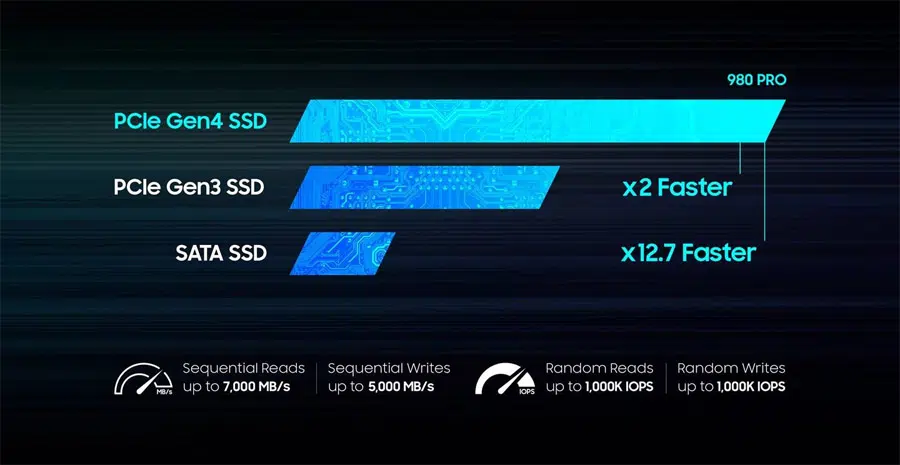 980 PRO
PCIe Gen4 SSD
PCIe Gen3 SSD
x2 Faster
SATA SSD
x12.7 Faster
MB/s
Sequential Reads
up to 7,000 MB/s
Sequential Writes
up to 5,000 MB/s
IOPS
Random Reads
up to 1,000K IOPS
Random Writes
up to 1,000K IOPS